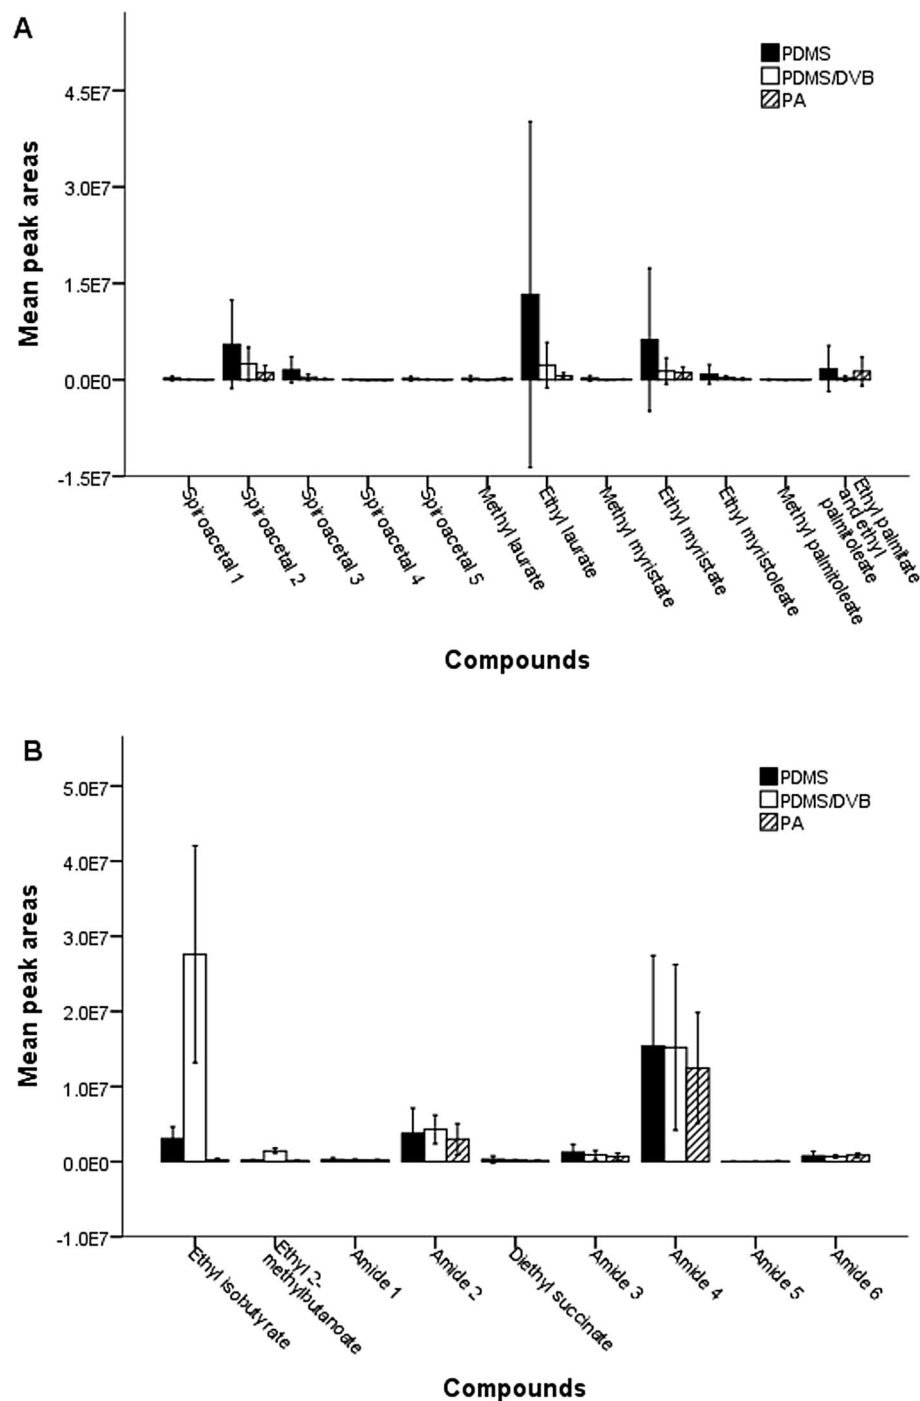 A
PDMS
PDMS/DVB
PA
4.5E7
3.0E7
1.5E7
0.0E0
-1.5E7
Mean peak areas
Spiroacetal 1
Spiroacetal 2
Spiroacetal 3
Spiroacetal 4
Spiroacetal 5
Methyl laurate
Ethyl laurate
Methyl myristate
Ethyl myristate
Ethyl myristoleate
Methyl palmitoleate
Ethyl palmitate
and ethyl
palmitoleate
Compounds
B
PDMS
PDMS/DVB
PA
5.0E7
4.0E7
3.0E7
2.0E7
1.0E7
0.0E0
-1.0E7
Mean peak areas
Ethyl isobutyrate
Ethyl 2-
methylbutanoate
Amide 1
Amide 2
Diethyl succinate
Amide 3
Amide 4
Amide 5
Amide 6
Compounds